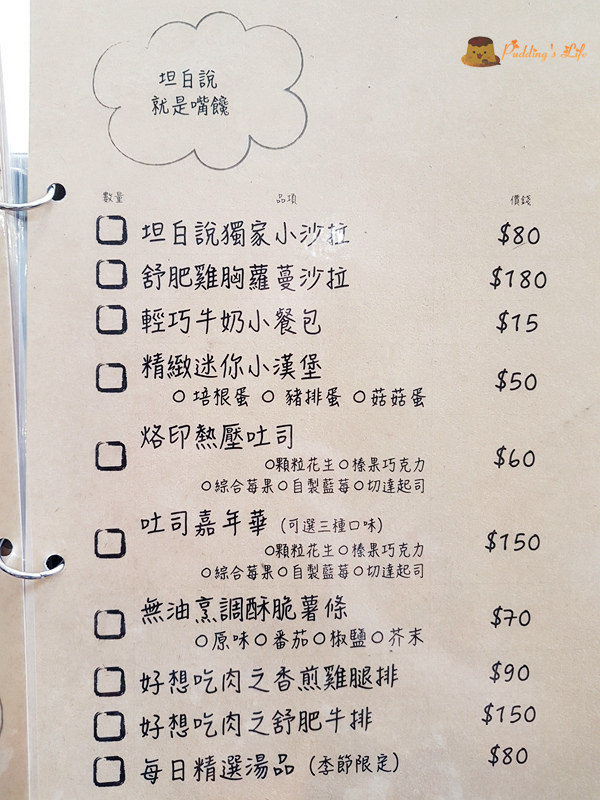 Pudding's Life
坦白說
就是嘴饞
數量 品項 價錢
坦白說獨家小沙拉 $80
舒肥雞胸蘿蔓沙拉 $180
輕巧牛奶小餐包 $15
精緻迷你小漢堡 $50
○培根蛋 ○豬排蛋 ○菇菇蛋
烙印熱壓吐司 $60
○顆粒花生○榛果巧克力
○綜合莓果○自製藍莓○切達起司
吐司嘉年華 (可選三種口味) $150
○顆粒花生○榛果巧克力
○綜合莓果○自製藍莓○切達起司
無油烹調酥脆薯條 $70
○原味○番茄○椒鹽○芥末
好想吃肉之香煎雞腿排 $90
好想吃肉之舒肥牛排 $150
每日精選湯品 (季節限定) $80